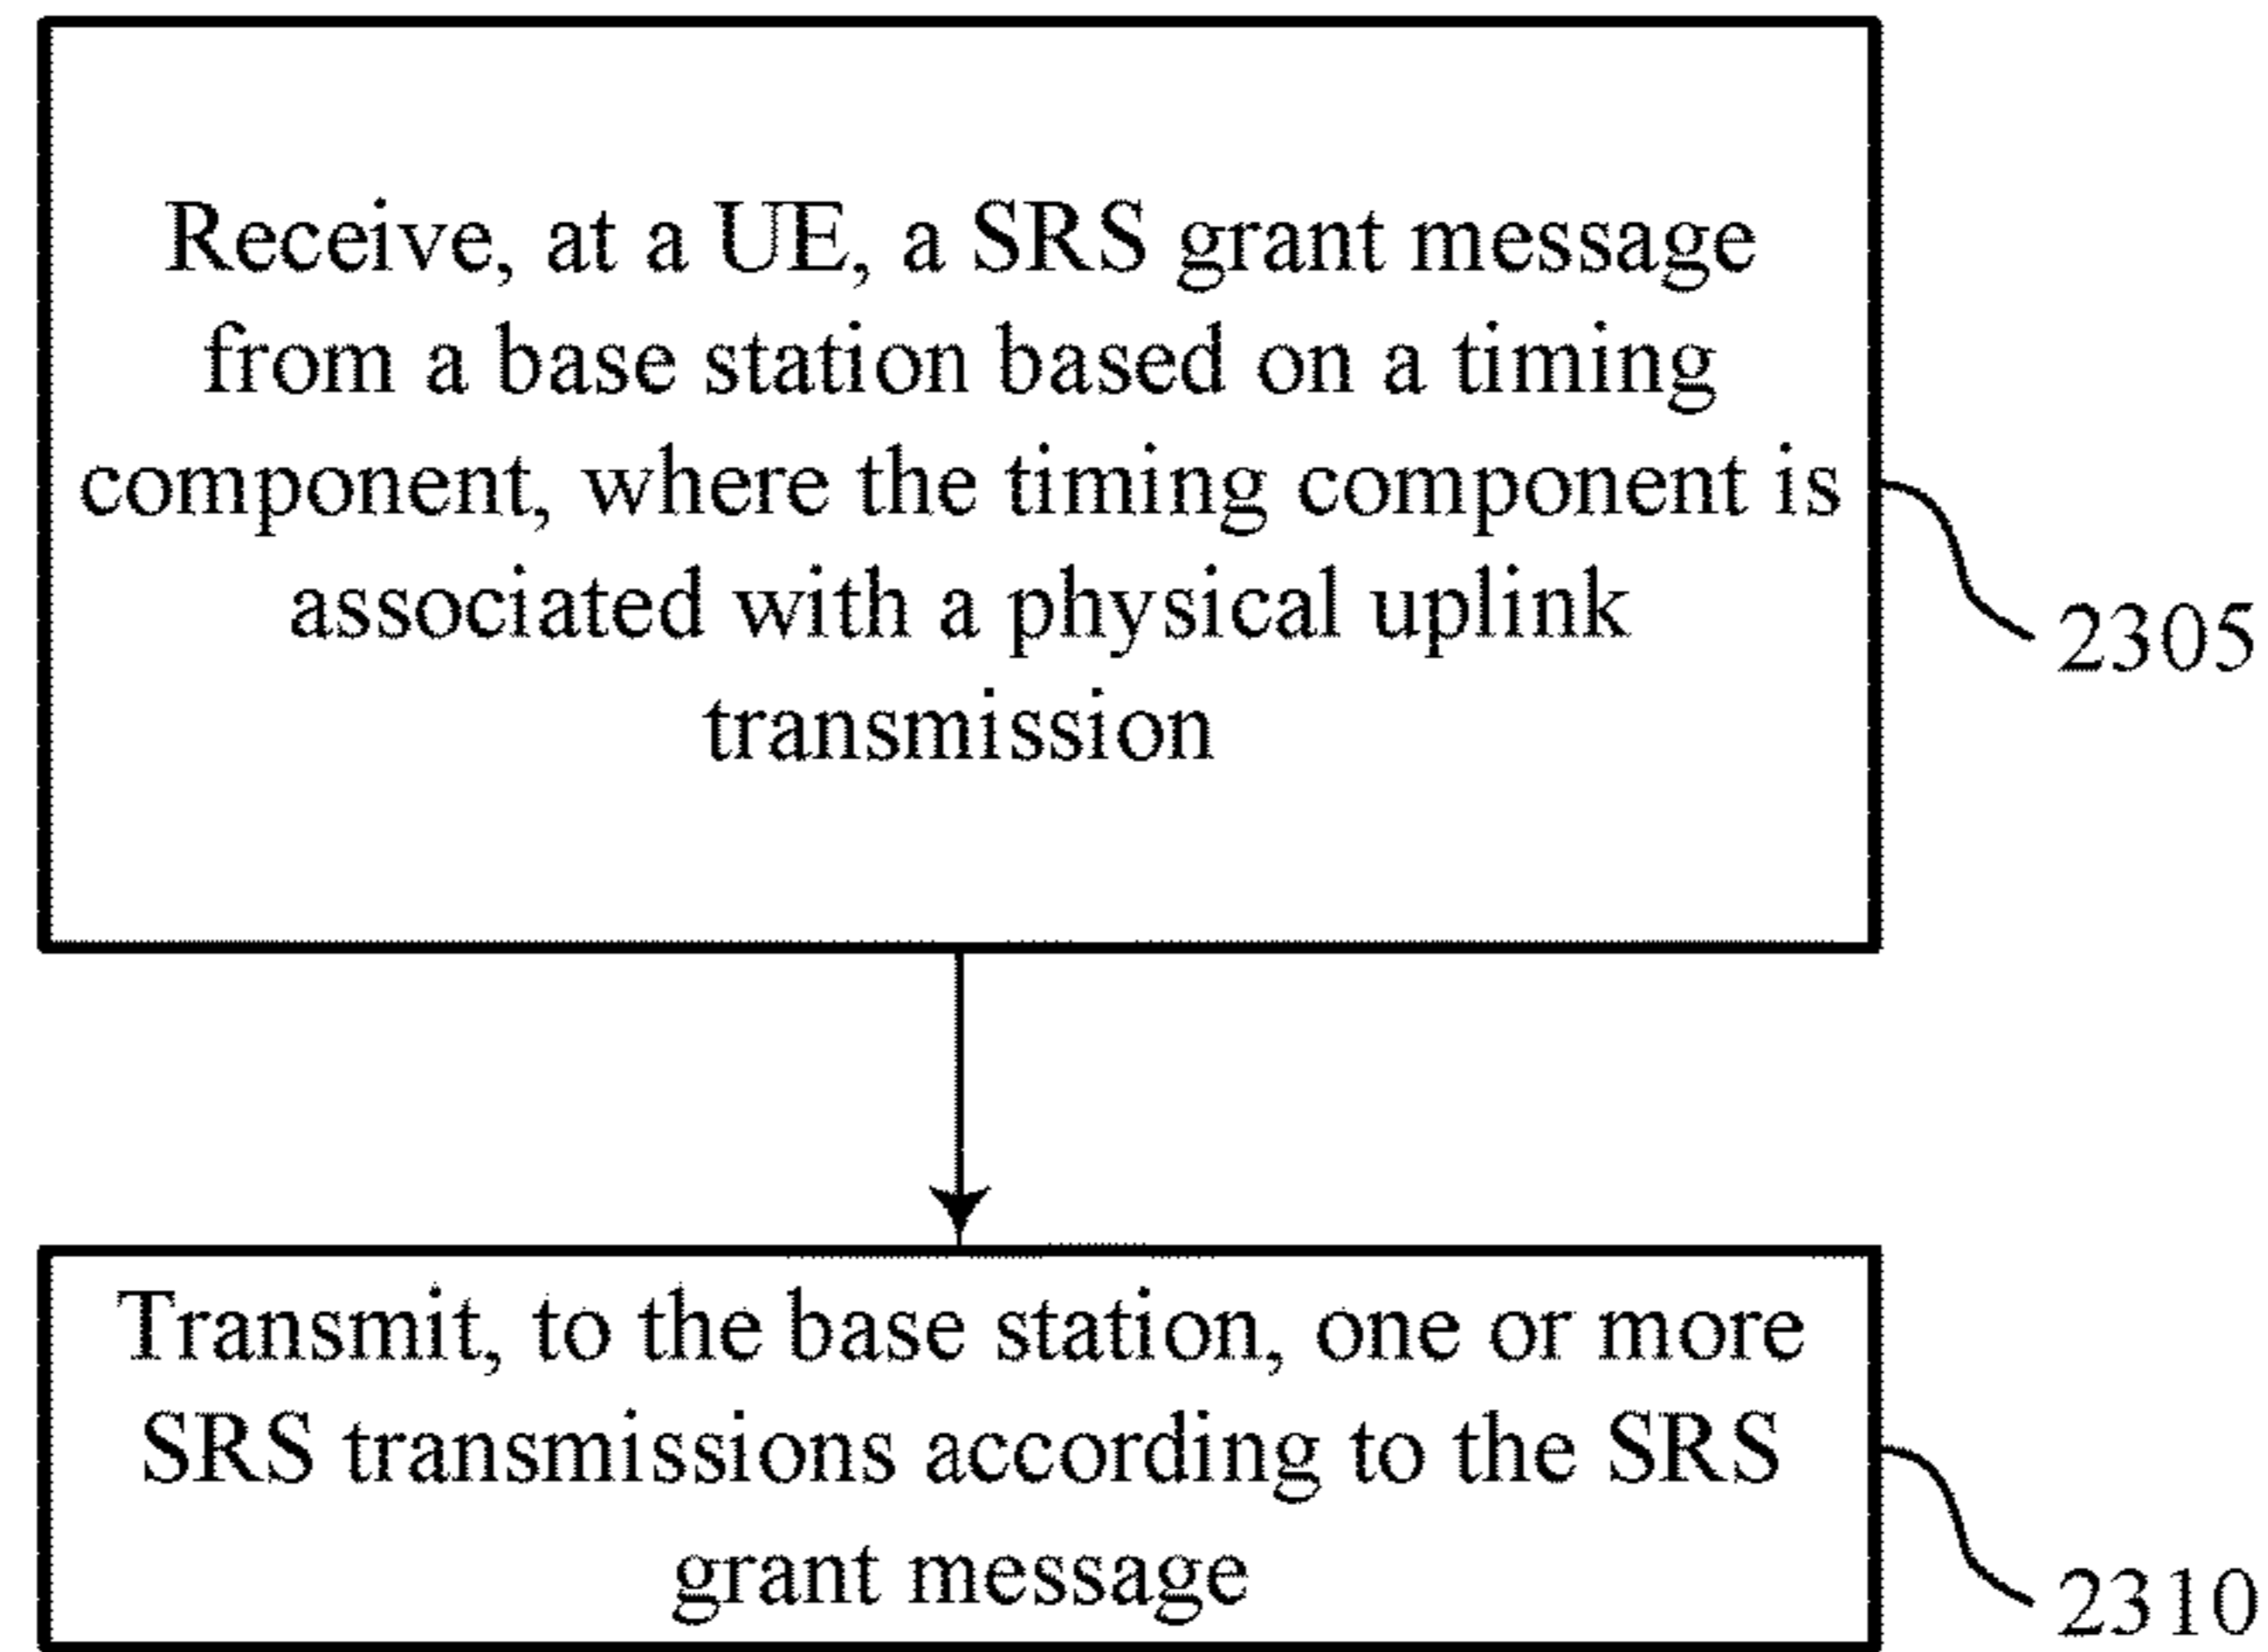 Receive, at a UE, a SRS grant message
from a base station based on a timing
component, where the timing component is
associated with a physical uplink
transmission
2305
Transmit, to the base station, one or more
SRS transmissions according to the SRS
grant message
2310